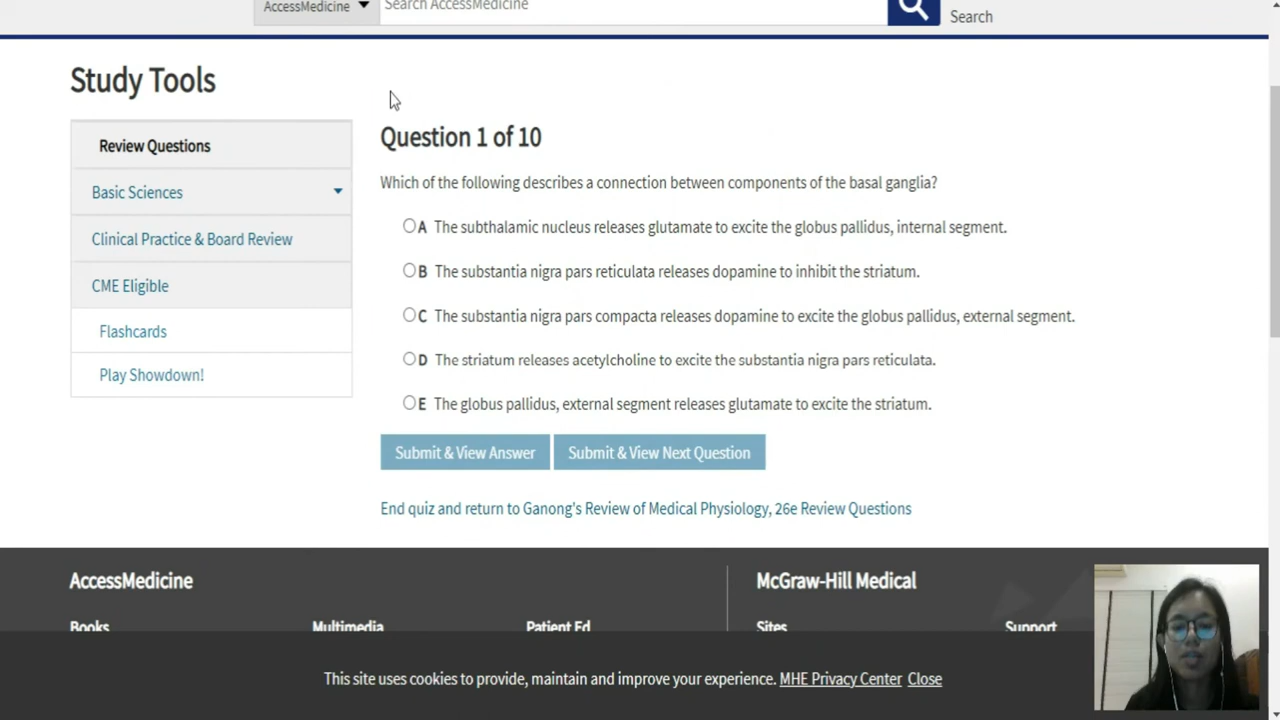 AccessMedicine
Search AccessMedicine
Search
Study Tools
Review Questions
Basic Sciences
Clinical Practice & Board Review
CME Eligible
Flashcards
Play Showdown!
Question 1 of 10
Which of the following describes a connection between components of the basal ganglia?
A The subthalamic nucleus releases glutamate to excite the globus pallidus, internal segment.
B The substantia nigra pars reticulata releases dopamine to inhibit the striatum.
C The substantia nigra pars compacta releases dopamine to excite the globus pallidus, external segment.
D The striatum releases acetylcholine to excite the substantia nigra pars reticulata.
E The globus pallidus, external segment releases glutamate to excite the striatum.
Submit & View Answer
Submit & View Next Question
End quiz and return to Ganong's Review of Medical Physiology, 26e Review Questions
AccessMedicine
McGraw-Hill Medical
Books
Multimedia
Patient Ed
Sites
Support
This site uses cookies to provide, maintain and improve your experience. MHE Privacy Center Close